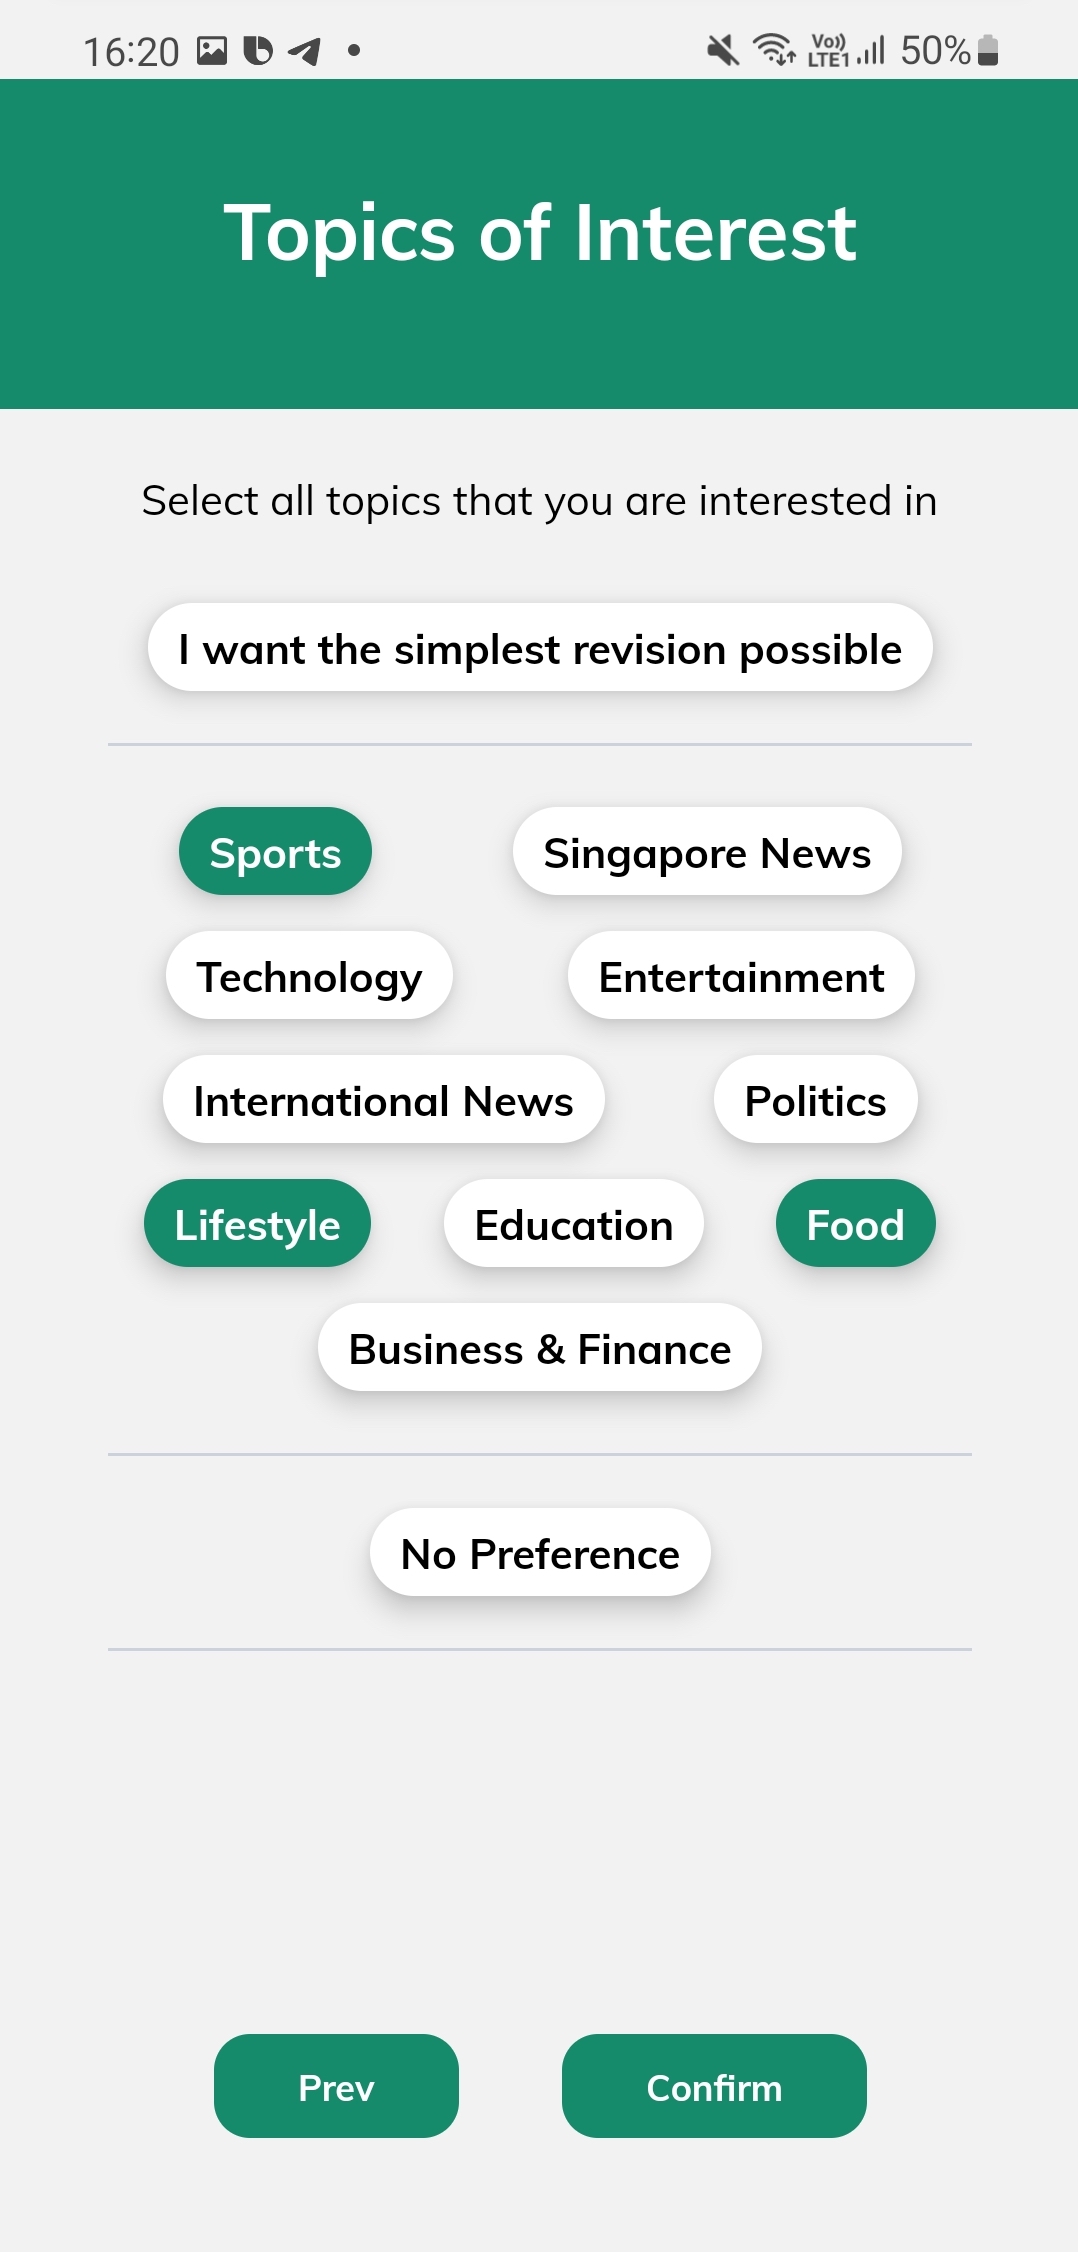 16:20 Vo)) LTE1 50%
Topics of Interest
Select all topics that you are interested in
I want the simplest revision possible
Sports Singapore News
Technology Entertainment
International News Politics
Lifestyle Education Food
Business & Finance
No Preference
Prev Confirm